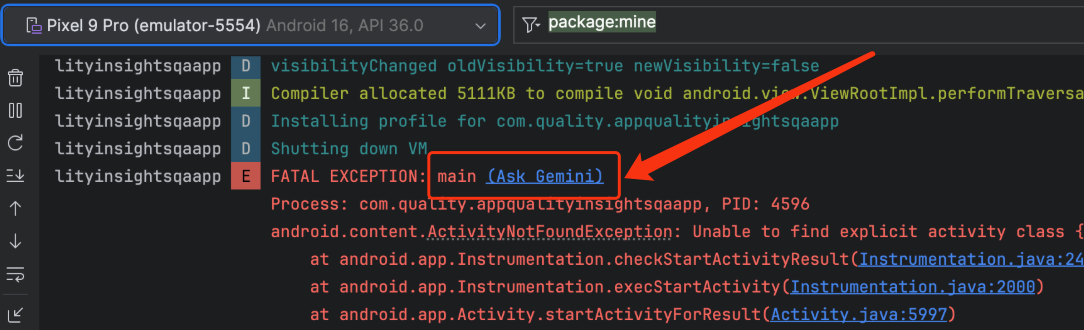 Pixel 9 Pro (emulator-5554) Android 16, API 36.0
package:mine
lityinsightsqaapp D visibilityChanged oldVisibility=true newVisibility=false
lityinsightsqaapp I Compiler allocated 5111KB to compile void android.view.ViewRootImpl.performTraversa
lityinsightsqaapp D Installing profile for com.quality.appqualityinsightsqaapp
lityinsightsqaapp D Shutting down VM
lityinsightsqaapp E FATAL EXCEPTION: main (Ask Gemini)
Process: com.quality.appqualityinsightsqaapp, PID: 4596
android.content.ActivityNotFoundException: Unable to find explicit activity class {
at android.app.Instrumentation.checkStartActivityResult(Instrumentation.java:24
at android.app.Instrumentation.execStartActivity(Instrumentation.java:2000)
at android.app.Activity.startActivityForResult(Activity.java:5997)